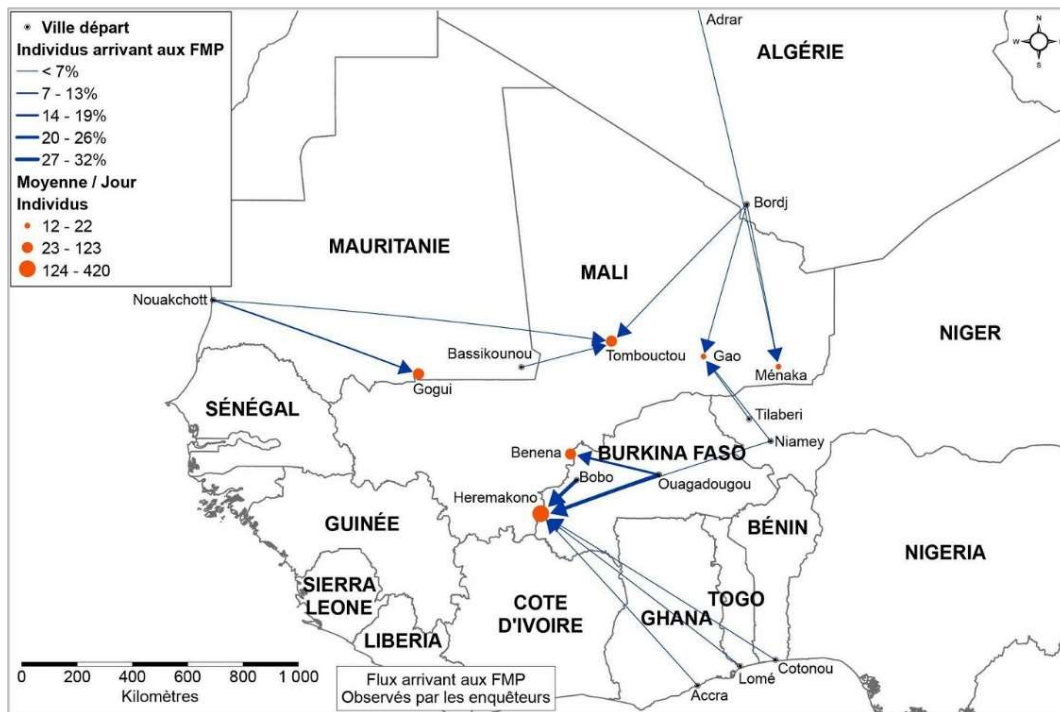 Ville départ
Individus arrivant aux FMP
< 7%
7 - 13%
14 - 19%
20 - 26%
27 - 32%
Moyenne / Jour
Individus
12 - 22
23 - 123
124 - 420
Adrar
N
W
S
ALGÉRIE
Bordj
MAURITANIE
MALI
Nouakchott
NIGER
Bassikounou
Tombouctou
Gao
Ménaka
Gogui
SÉNÉGAL
Tilaberi
Niamey
Benena
BURKINA FASO
Bobo
Ouagadougou
Heremakono
GUINÉE
BÉNIN
NIGERIA
SIERRA
LEONE
COTE
D'IVOIRE
TOGO
GHANA
LIBERIA
Cotonou
Lomé
Accra
0 200 400 600 800 1 000
Kilomètres
Flux arrivant aux FMP
Observés par les enquêteurs